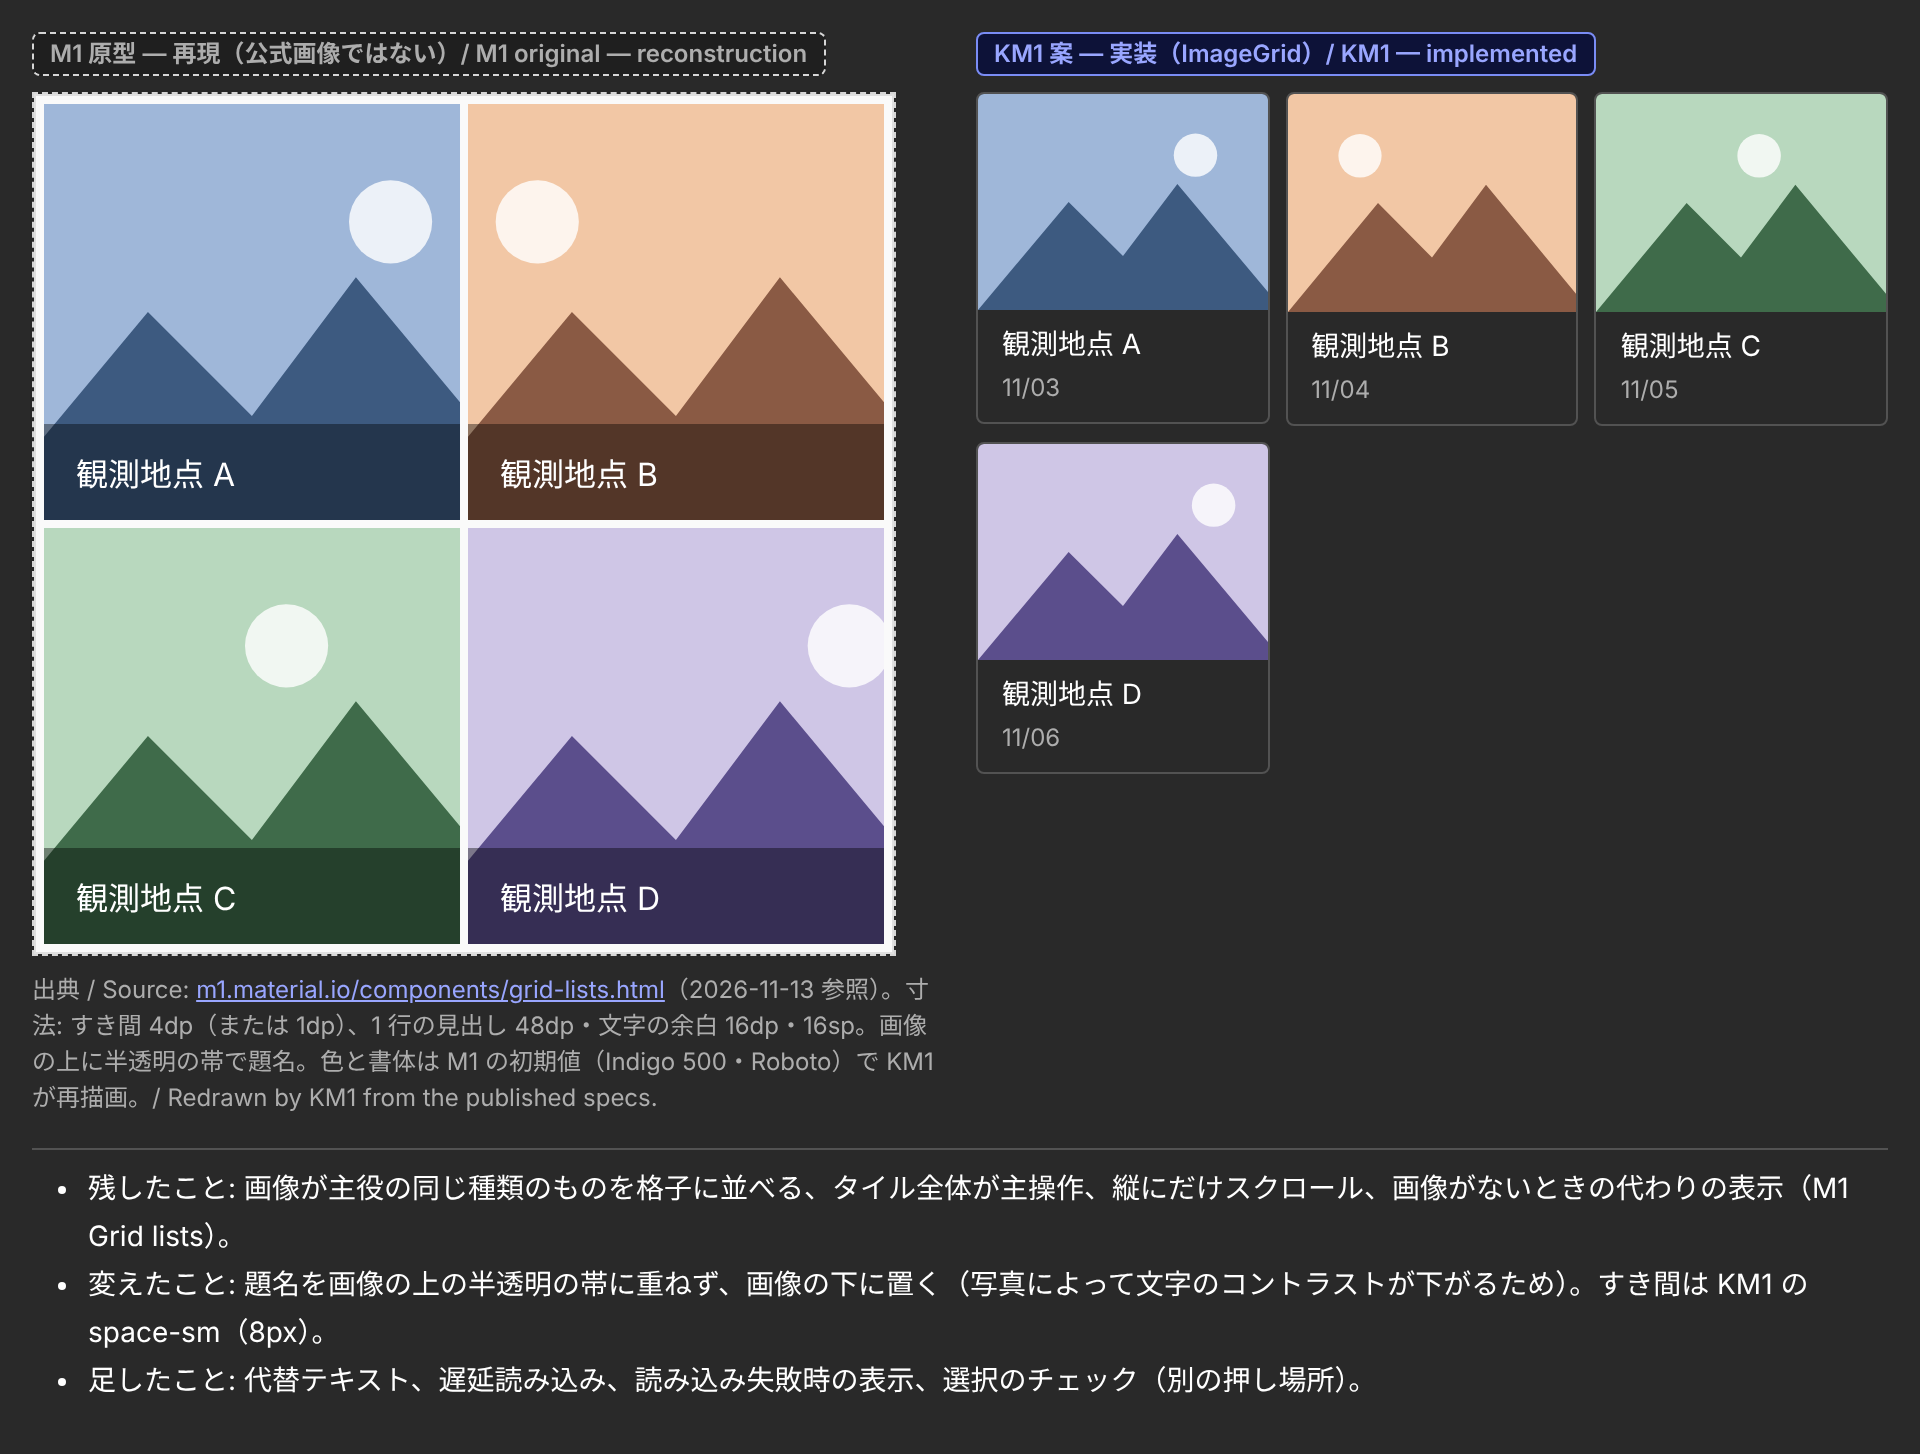 M1 原型 — 再現（公式画像ではない）/ M1 original — reconstruction
観測地点 A
観測地点 B
観測地点 C
観測地点 D
出典 / Source: m1.material.io/components/grid-lists.html（2026-11-13 参照）。寸
法: すき間 4dp（または 1dp）、1 行の見出し 48dp・文字の余白 16dp・16sp。画像
の上に半透明の帯で題名。色と書体は M1 の初期値（Indigo 500・Roboto）で KM1
が再描画。/ Redrawn by KM1 from the published specs.
KM1 案 — 実装（ImageGrid）/ KM1 — implemented
観測地点 A
11/03
観測地点 B
11/04
観測地点 C
11/05
観測地点 D
11/06
• 残したこと: 画像が主役の同じ種類のものを格子に並べる、タイル全体が主操作、縦にだけスクロール、画像がないときの代わりの表示（M1
Grid lists）。
• 変えたこと: 題名を画像の上の半透明の帯に重ねず、画像の下に置く（写真によって文字のコントラストが下がるため）。すき間は KM1 の
space-sm（8px）。
• 足したこと: 代替テキスト、遅延読み込み、読み込み失敗時の表示、選択のチェック（別の押し場所）。